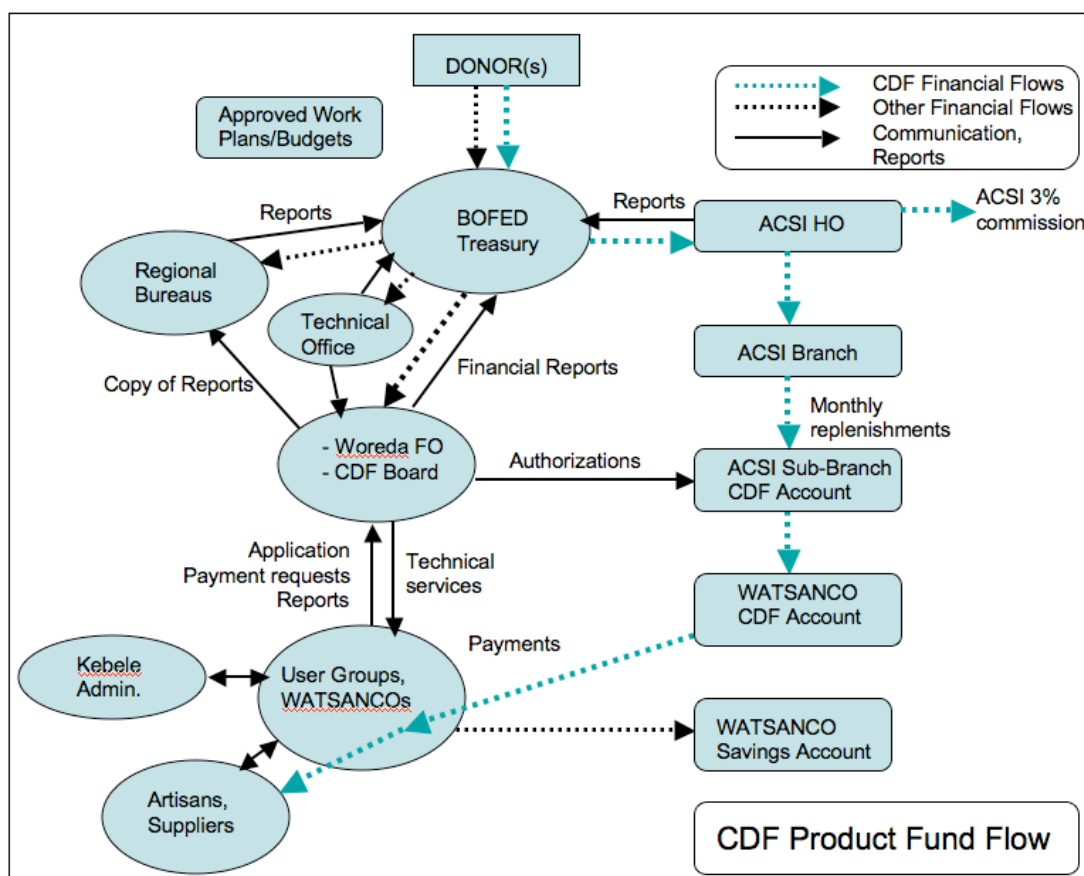 DONOR(s)
CDF Financial Flows
Other Financial Flows
Communication,
Reports
Approved Work
Plans/Budgets
Reports
BOFED
Treasury
Reports
ACSI HO
ACSI 3%
commission
Regional
Bureaus
Technical
Office
ACSI Branch
Copy of Reports
Financial Reports
Monthly
replenishments
- Woreda FO
- CDF Board
Authorizations
ACSI Sub-Branch
CDF Account
Application
Payment requests
Reports
Technical
services
WATSANCO
CDF Account
Payments
Kebele
Admin.
User Groups,
WATSANCOs
WATSANCO
Savings Account
Artisans,
Suppliers
CDF Product Fund Flow